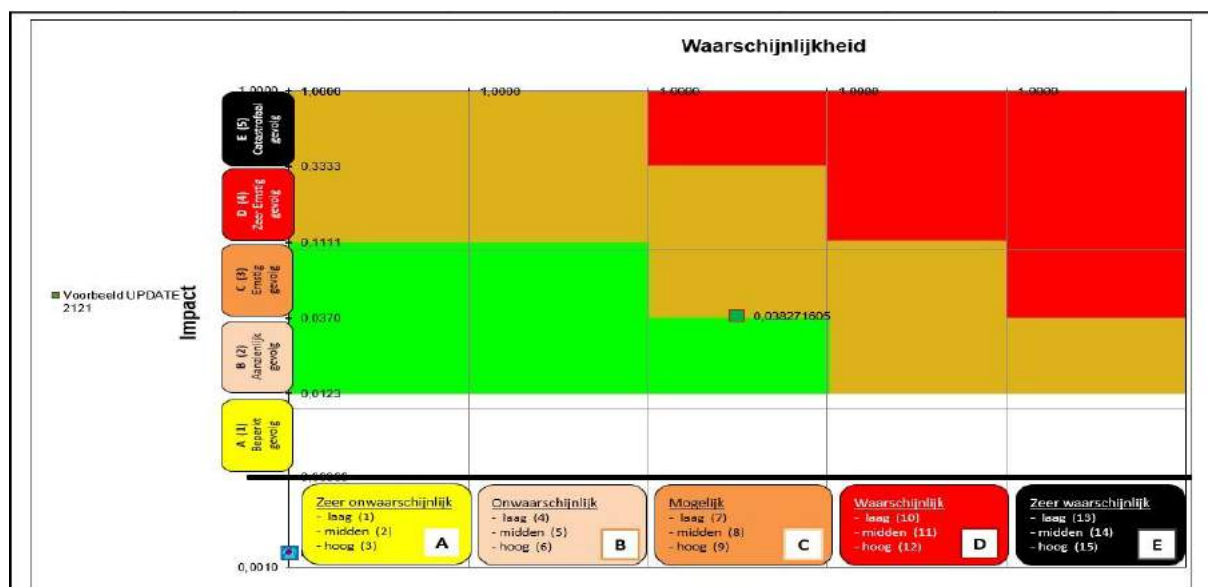 Waarschijnlijkheid
1,0000
1,0000
1,0000
1,0000
1,0000
1,0000
E (5)
Catastrofaal
gevolg
0,3333
D (4)
Zeer Ernstig
gevolg
0,1111
C (3)
Ernstig
gevolg
Voorbeeld UPDATE
2121
Impact
0,0370
0,038271605
B (2)
Aanzienlijk
gevolg
0,0123
A (1)
Beperkt
gevolg
Zeer onwaarschijnlijk
- laag (1)
- midden (2)
- hoog (3)
A
Onwaarschijnlijk
- laag (4)
- midden (5)
- hoog (6)
B
Mogelijk
- laag (7)
- midden (8)
- hoog (9)
C
Waarschijnlijk
- laag (10)
- midden (11)
- hoog (12)
D
Zeer waarschijnlijk
- laag (13)
- midden (14)
- hoog (15)
E
0,0010